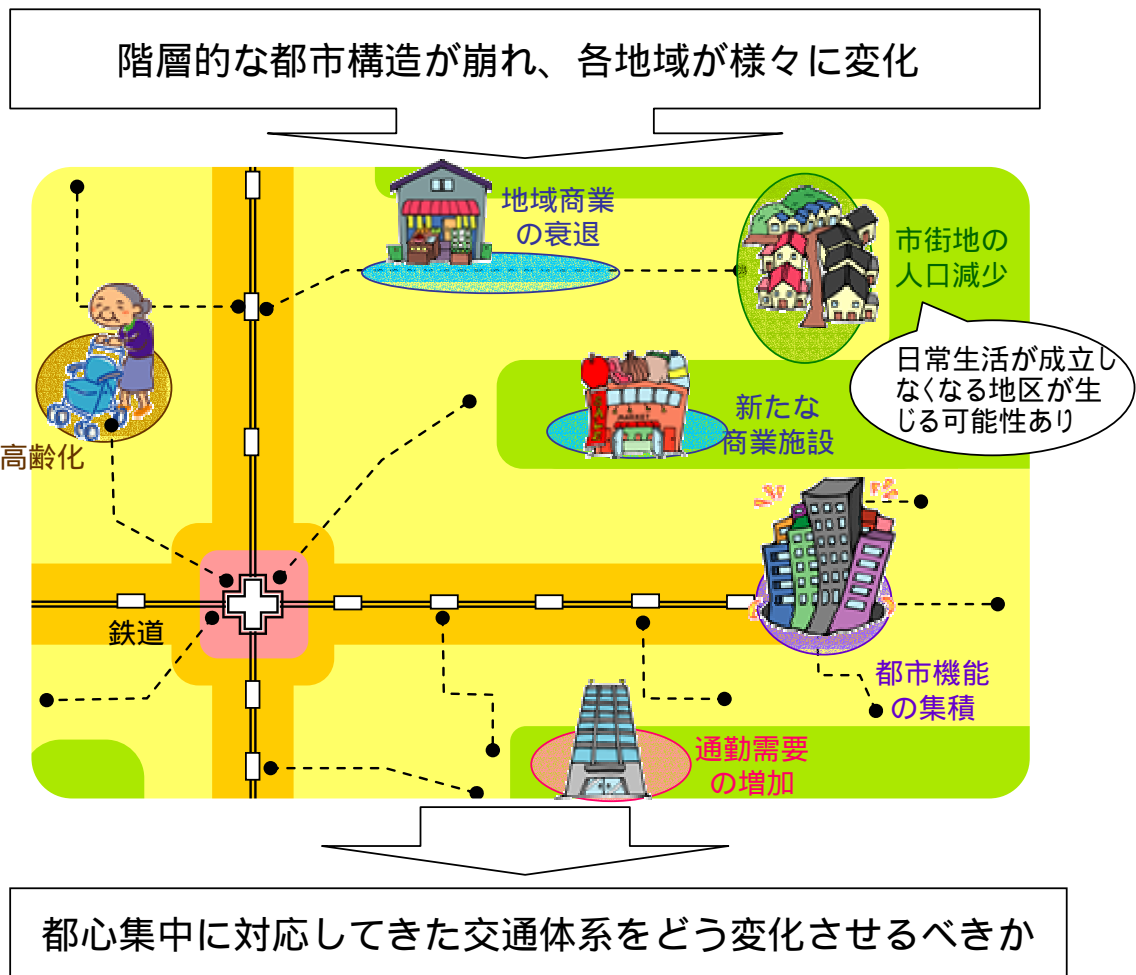 階層的な都市構造が崩れ、各地域が様々に変化
地域商業
の衰退
市街地の
人口減少
日常生活が成立し
なくなる地区が生
じる可能性あり
新たな
商業施設
MARKET
高齢化
鉄道
都市機能
の集積
通勤需要
の増加
都心集中に対応してきた交通体系をどう変化させるべきか